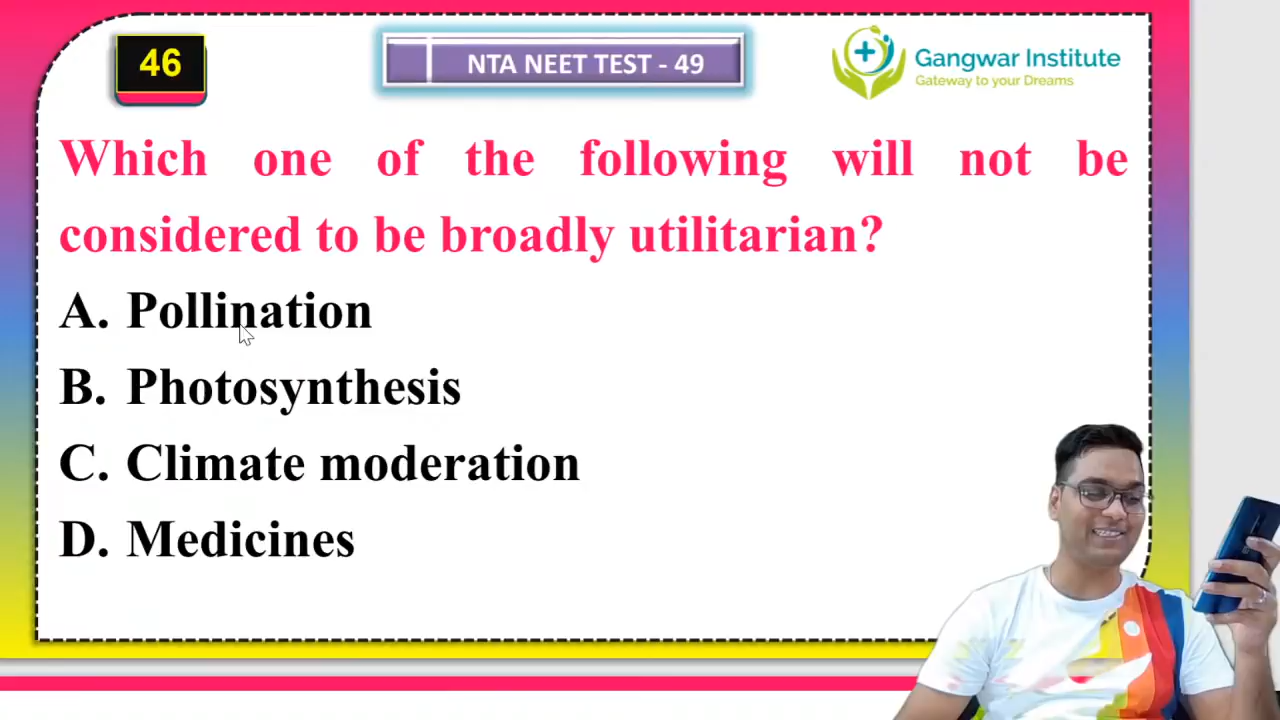 46
NTA NEET TEST - 49
Gangwar Institute
Gateway to your Dreams
Which one of the following will not be
considered to be broadly utilitarian?
A. Pollination
B. Photosynthesis
C. Climate moderation
D. Medicines